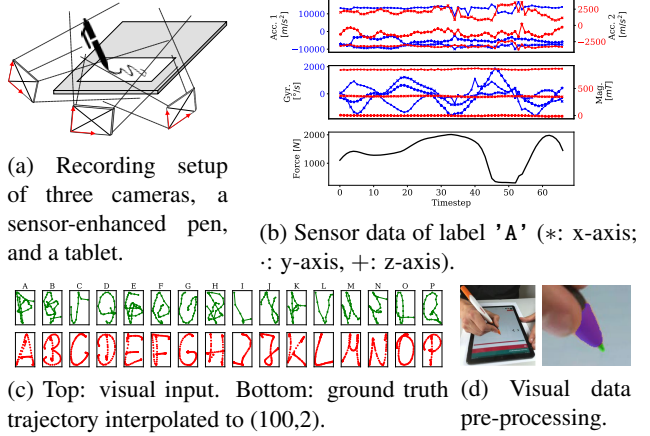 (a) Recording setup
of three cameras, a
sensor-enhanced pen,
and a tablet.
Acc. 1
[m/s²]
10000
0
−10000
2500
0
−2500
Acc. 2
[m/s²]
Gyr.
[°/s]
2000
0
500
0
Mag.
[mT]
Force [N]
2000
1000
0 10 20 30 40 50 60
Timestep
(b) Sensor data of label 'A' (*: x-axis;
·: y-axis, +: z-axis).
A B C D E F G H I J K L M N O P
A B C D E F G H I J K L M N O P
(c) Top: visual input. Bottom: ground truth
trajectory interpolated to (100,2).
(d) Visual data
pre-processing.